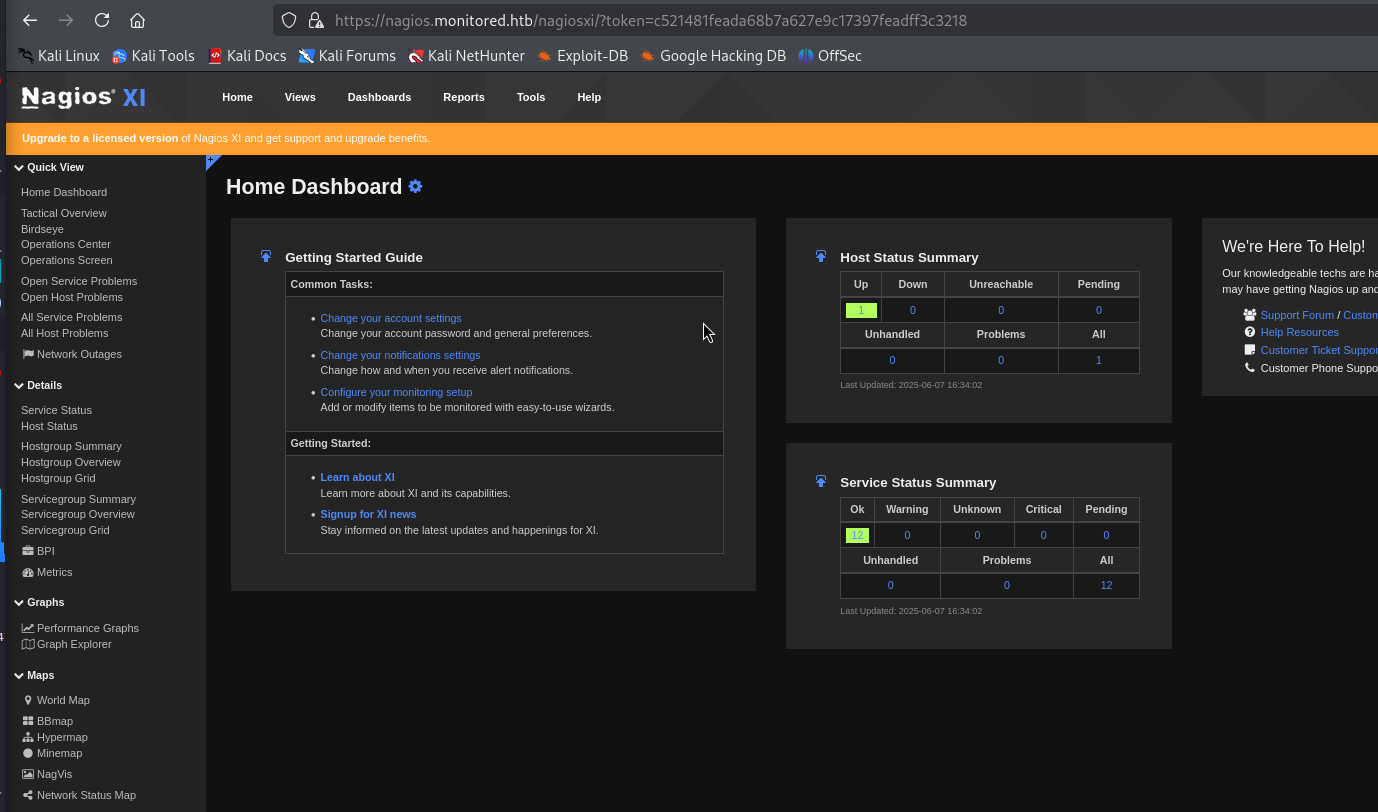 https://nagios.monitored.htb/nagiosxi/?token=c521481feada68b7a627e9c17397feadff3c3218
Kali Linux Kali Tools Kali Docs Kali Forums Kali NetHunter Exploit-DB Google Hacking DB OffSec
Nagios® XI Home Views Dashboards Reports Tools Help
Upgrade to a licensed version of Nagios XI and get support and upgrade benefits.
Quick View
Home Dashboard
Tactical Overview
Birdseye
Operations Center
Operations Screen
Open Service Problems
Open Host Problems
All Service Problems
All Host Problems
Network Outages
Details
Service Status
Host Status
Hostgroup Summary
Hostgroup Overview
Hostgroup Grid
Servicegroup Summary
Servicegroup Overview
Servicegroup Grid
BPI
Metrics
Graphs
Performance Graphs
Graph Explorer
Maps
World Map
BBmap
Hypermap
Minemap
NagVis
Network Status Map
Home Dashboard
Getting Started Guide
Common Tasks:
• Change your account settings
Change your account password and general preferences.
• Change your notifications settings
Change how and when you receive alert notifications.
• Configure your monitoring setup
Add or modify items to be monitored with easy-to-use wizards.
Getting Started:
• Learn about XI
Learn more about XI and its capabilities.
• Signup for XI news
Stay informed on the latest updates and happenings for XI.
Host Status Summary
Up Down Unreachable Pending
1 0 0 0
Unhandled Problems All
0 0 1
Last Updated: 2025-06-07 16:34:02
Service Status Summary
Ok Warning Unknown Critical Pending
12 0 0 0 0
Unhandled Problems All
0 0 12
Last Updated: 2025-06-07 16:34:02
We're Here To Help!
Our knowledgeable techs are ha
may have getting Nagios up and
Support Forum / Custom
Help Resources
Customer Ticket Suppor
Customer Phone Suppo